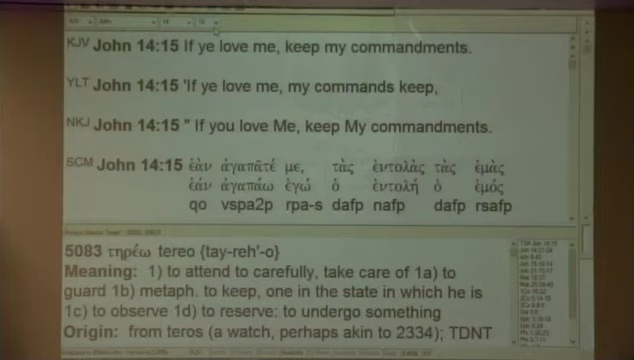 KJV John 14:15 If ye love me, keep my commandments.
YLT John 14:15 'If ye love me, my commands keep,
NKJ John 14:15 " If you love Me, keep My commandments.
SCM John 14:15 ἐὰν ἀγαπᾶτέ με, τὰς ἐντολὰς τὰς ἐμὰς
ἐάν ἀγαπάω ἐγώ ὁ ἐντολή ὁ ἐμός
qo vspa2p rpa-s dafp nafp dafp rsafp
5083 τηρέω tereo {tay-reh'-o}
Meaning: 1) to attend to carefully, take care of 1a) to
guard 1b) metaph. to keep, one in the state in which he is
1c) to observe 1d) to reserve: to undergo something
Origin: from teros (a watch, perhaps akin to 2334); TDNT